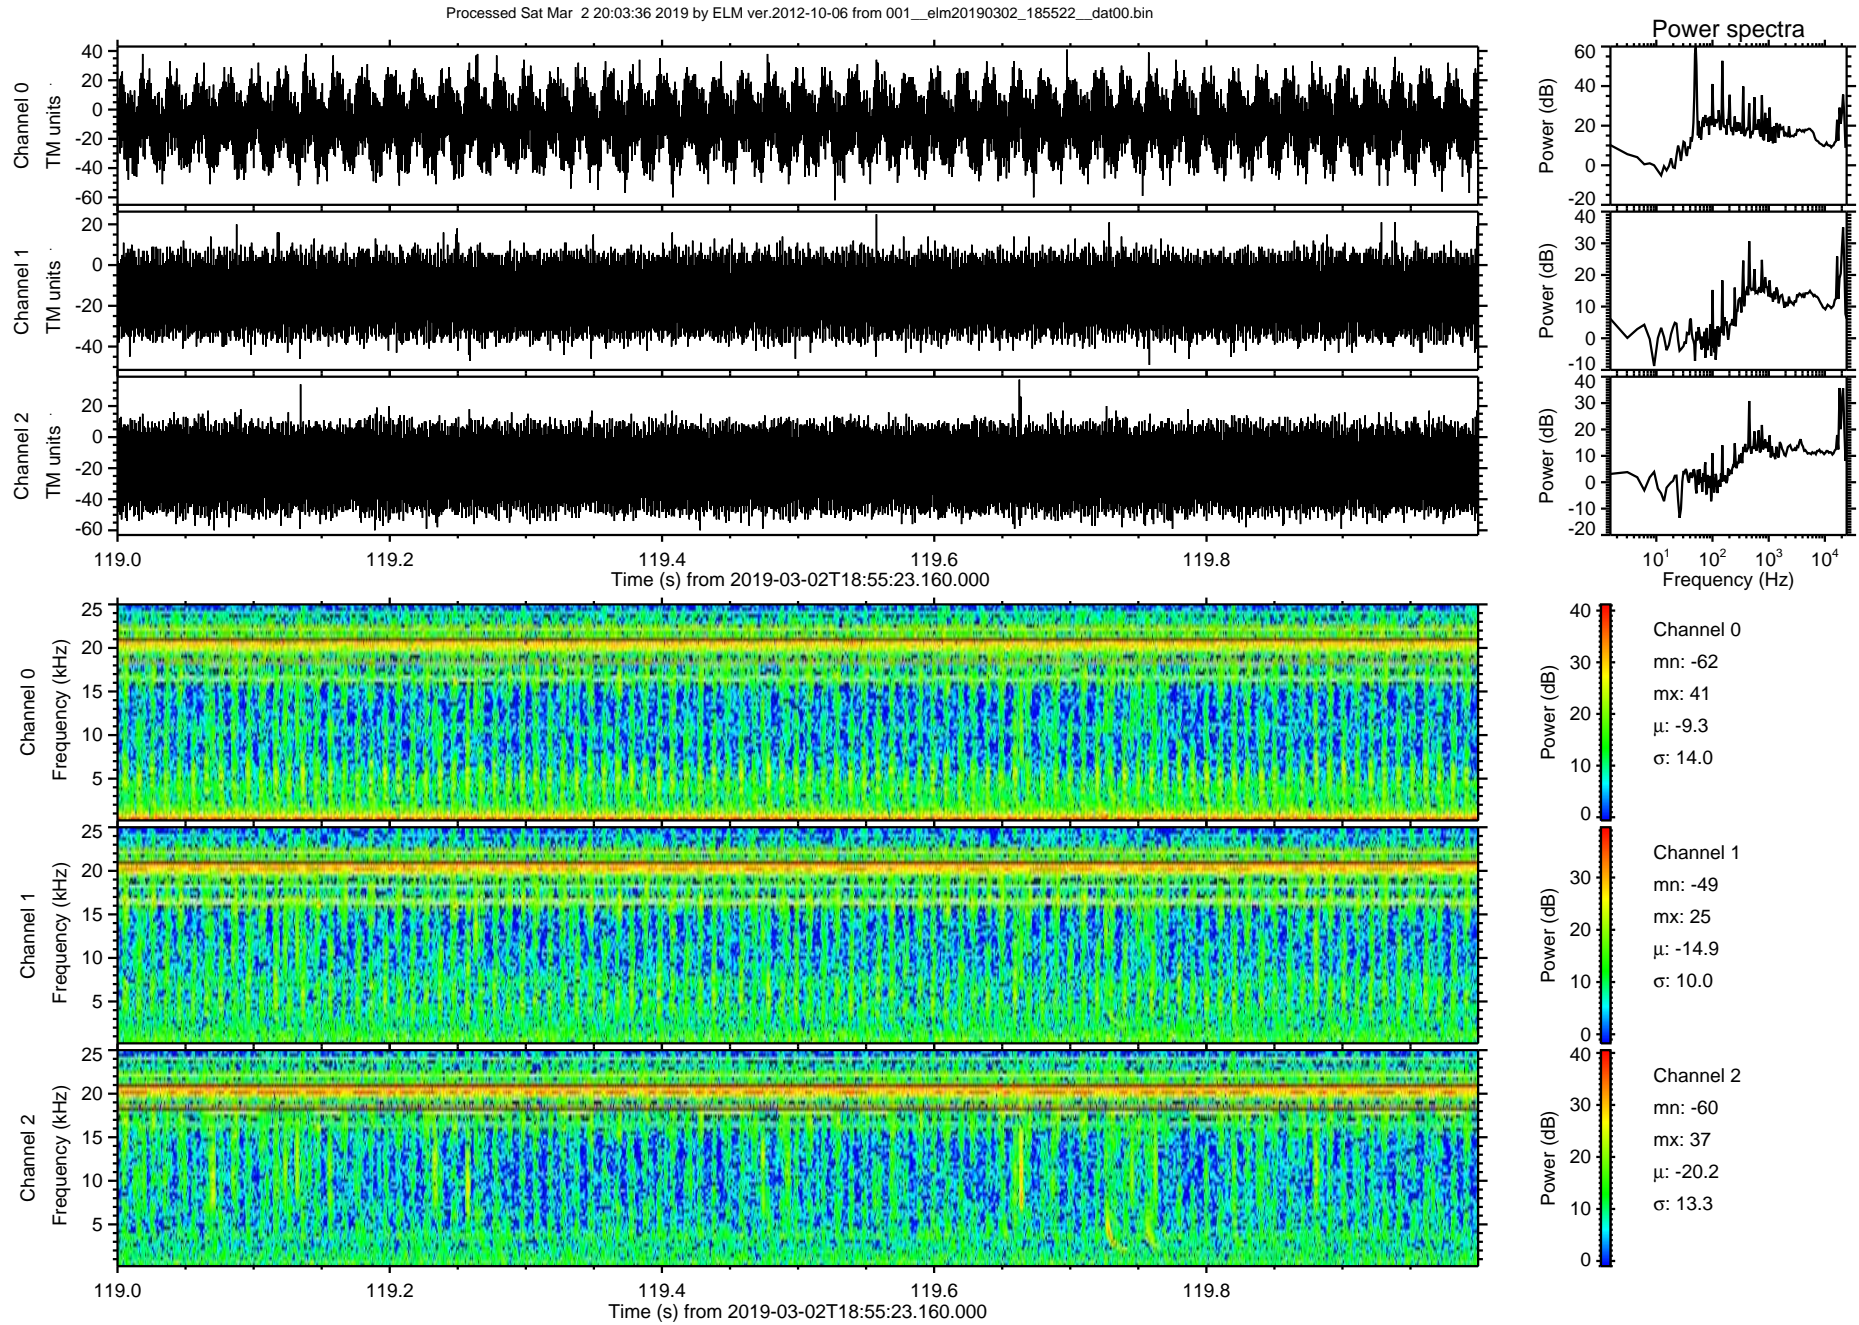 Processed Sat Mar  2 20:03:36 2019 by ELM ver.2012-10-06 from 001__elm20190302_185522__dat00.bin
Power spectra
Channel 0
TM units
40
20
0
-20
-40
-60
Power (dB)
60
40
20
0
-20
Channel 1
TM units
20
0
-20
-40
Power (dB)
40
30
20
10
0
-10
Channel 2
TM units
20
0
-20
-40
-60
Power (dB)
40
30
20
10
0
-10
-20
119.0 119.2 119.4 119.6 119.8
Time (s) from 2019-03-02T18:55:23.160.000
10^1 10^2 10^3 10^4
Frequency (Hz)
Channel 0
Frequency (kHz)
25
20
15
10
5
Power (dB)
40
30
20
10
0
Channel 0
mn: -62
mx: 41
μ: -9.3
σ: 14.0
Channel 1
Frequency (kHz)
25
20
15
10
5
Power (dB)
30
20
10
0
Channel 1
mn: -49
mx: 25
μ: -14.9
σ: 10.0
Channel 2
Frequency (kHz)
25
20
15
10
5
Power (dB)
40
30
20
10
0
Channel 2
mn: -60
mx: 37
μ: -20.2
σ: 13.3
119.0 119.2 119.4 119.6 119.8
Time (s) from 2019-03-02T18:55:23.160.000